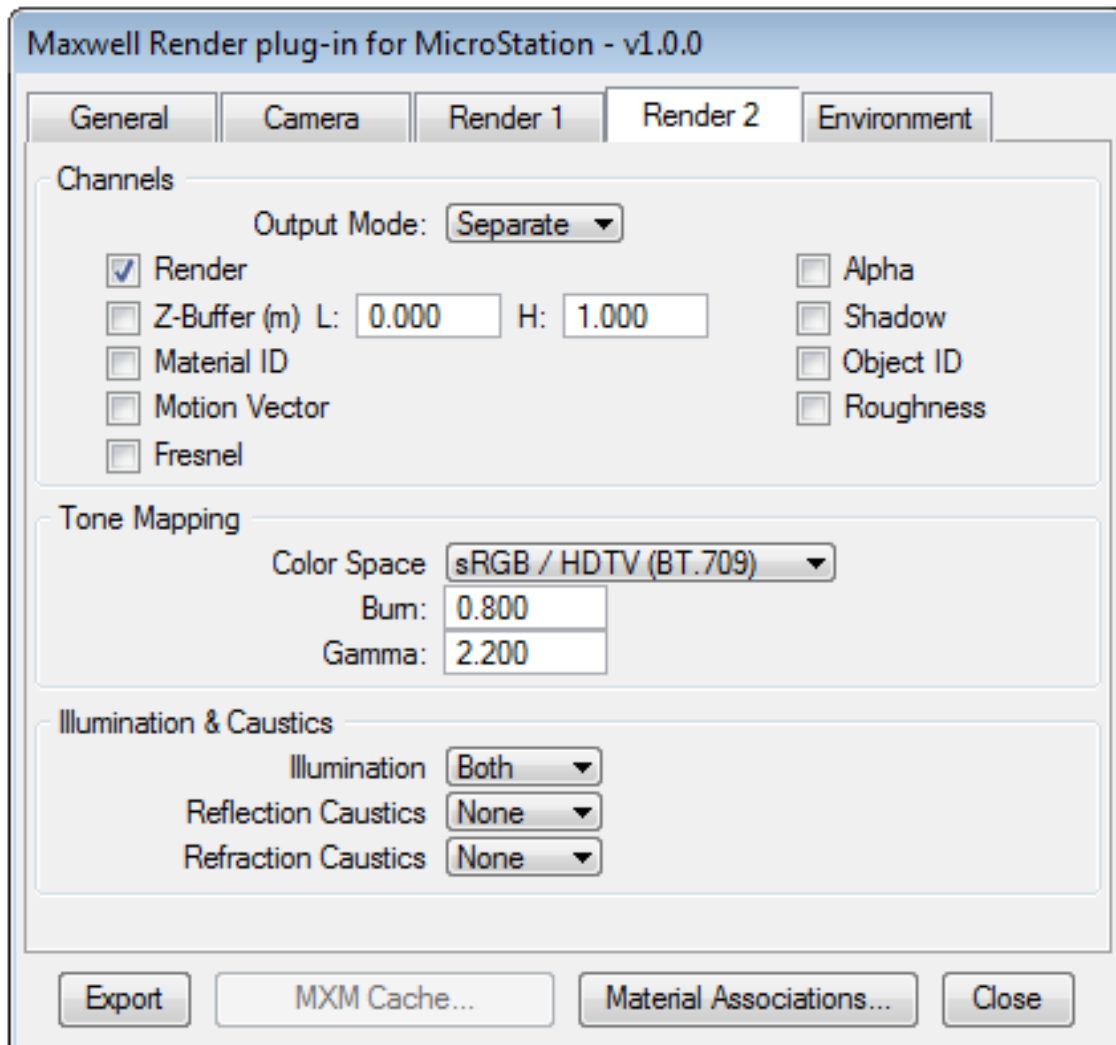 Maxwell Render plug-in for MicroStation - v1.0.0
General Camera Render 1 Render 2 Environment
Channels
Output Mode: Separate
Render Alpha
Z-Buffer (m) L: 0.000 H: 1.000 Shadow
Material ID Object ID
Motion Vector Roughness
Fresnel
Tone Mapping
Color Space sRGB / HDTV (BT.709)
Burn: 0.800
Gamma: 2.200
Illumination & Caustics
Illumination Both
Reflection Caustics None
Refraction Caustics None
Export MXM Cache... Material Associations... Close